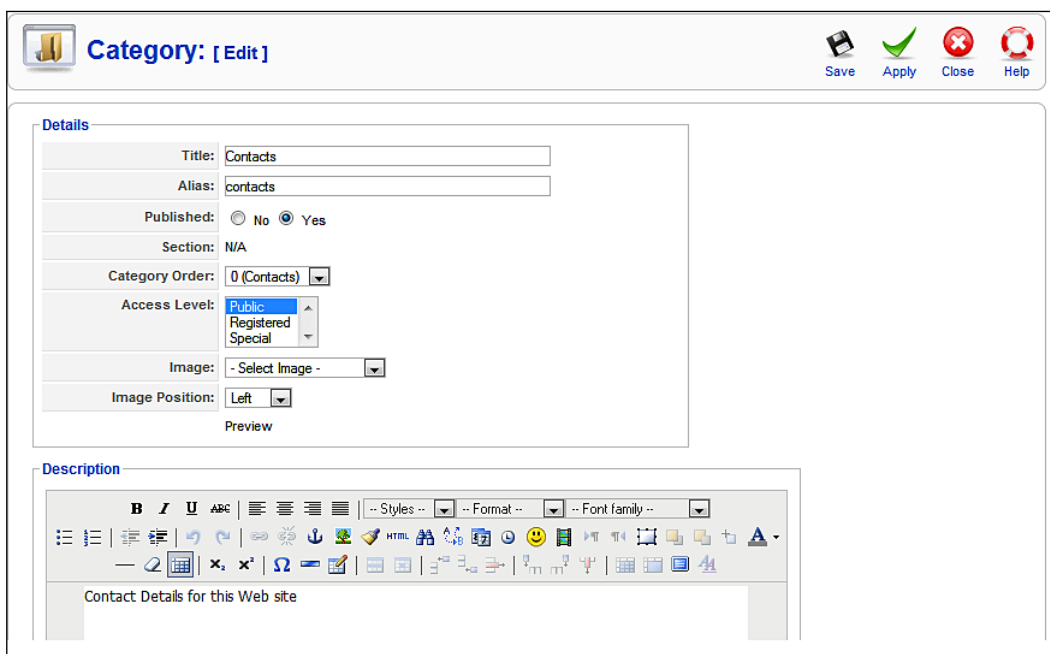 Category: [ Edit ]
Save Apply Close Help
Details
Title: Contacts
Alias: contacts
Published: No Yes
Section: N/A
Category Order: 0 (Contacts)
Access Level: Public
Registered
Special
Image: - Select Image -
Image Position: Left
Preview
Description
B I U ABC -- Styles -- -- Format -- -- Font family --
HTML A
Contact Details for this Web site